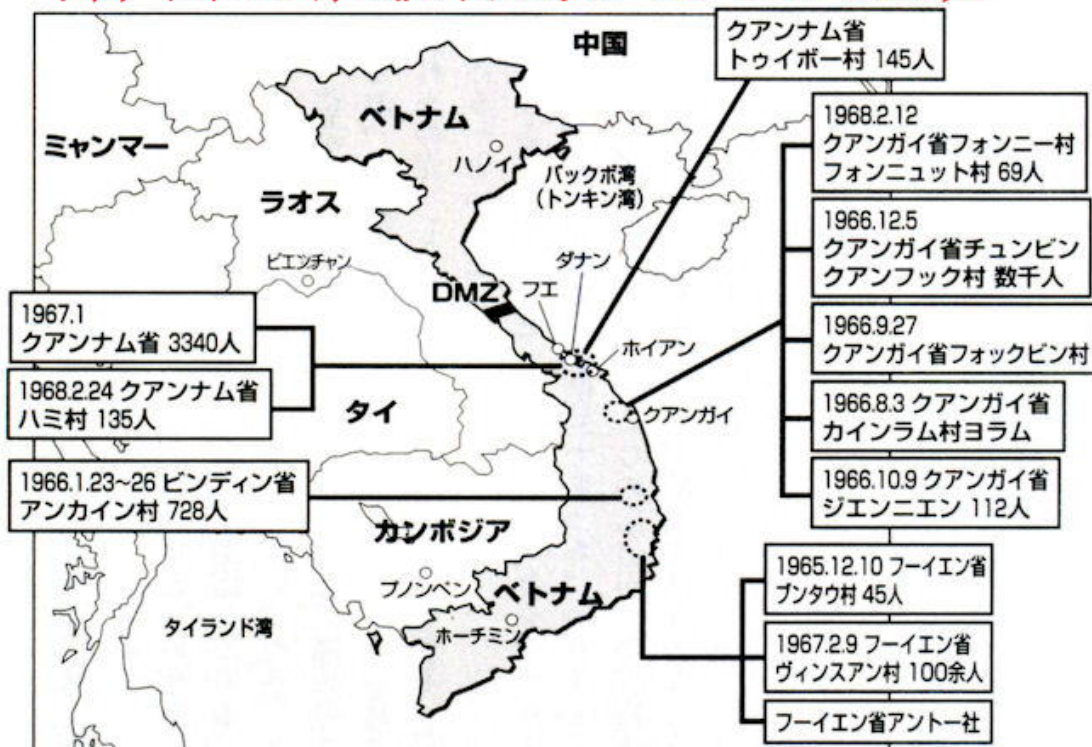 中国
クアンナム省
トゥイボー村 145人
ベトナム
ミャンマー
ハノイ
バックボ湾
(トンキン湾)
ラオス
ビエンチャン
ダナン
DMZ
フエ
ホイアン
クアンガイ
タイ
カンボジア
プノンペン
ベトナム
ホーチミン
タイランド湾
1968.2.12
クアンガイ省フォンニー村
フォンニュット村 69人
1966.12.5
クアンガイ省チュンビン
クアンフック村 数千人
1966.9.27
クアンガイ省フォックビン村
1966.8.3 クアンガイ省
カインラム村ヨラム
1966.10.9 クアンガイ省
ジエンニエン 112人
1967.1
クアンナム省 3340人
1968.2.24 クアンナム省
ハミ村 135人
1966.1.23~26 ビンディン省
アンカイン村 728人
1965.12.10 フーイエン省
ブンタウ村 45人
1967.2.9 フーイエン省
ヴィンスアン村 100余人
フーイエン省アントー社